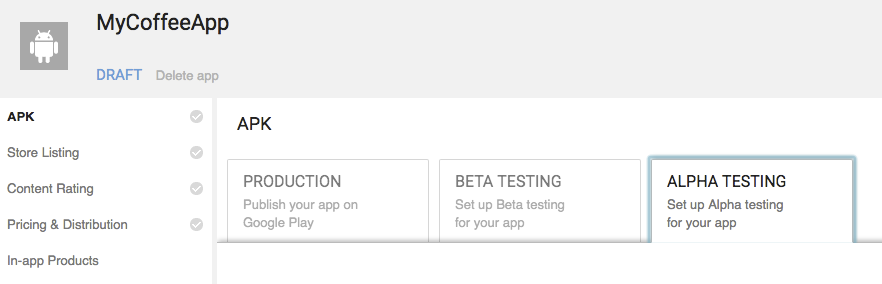 MyCoffeeApp
DRAFT Delete app
APK
Store Listing
Content Rating
Pricing & Distribution
In-app Products
APK
PRODUCTION
Publish your app on
Google Play
BETA TESTING
Set up Beta testing
for your app
ALPHA TESTING
Set up Alpha testing
for your app